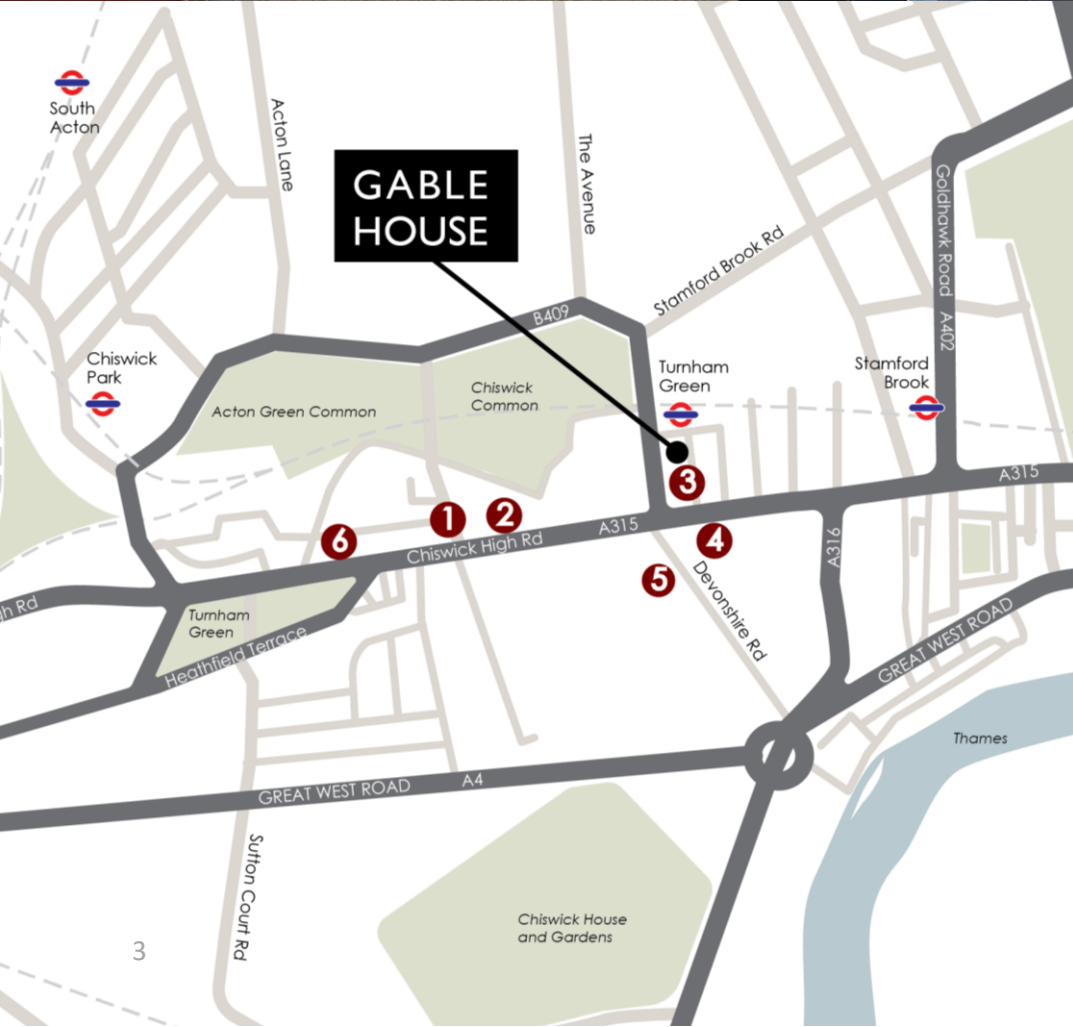 South
Acton
Acton Lane
GABLE
HOUSE
The Avenue
Stamford Brook Rd
Goldhawk Road A402
B409
Chiswick
Park
Turnham
Green
Stamford
Brook
Acton Green Common
Chiswick
Common
3
A315
1
2
A315
4
6
Chiswick High Rd
5
A316
Devonshire Rd
gh Rd
Turnham
Green
Heathfield Terrace
GREAT WEST ROAD
Thames
GREAT WEST ROAD A4
Sutton Court Rd
Chiswick House
and Gardens
3